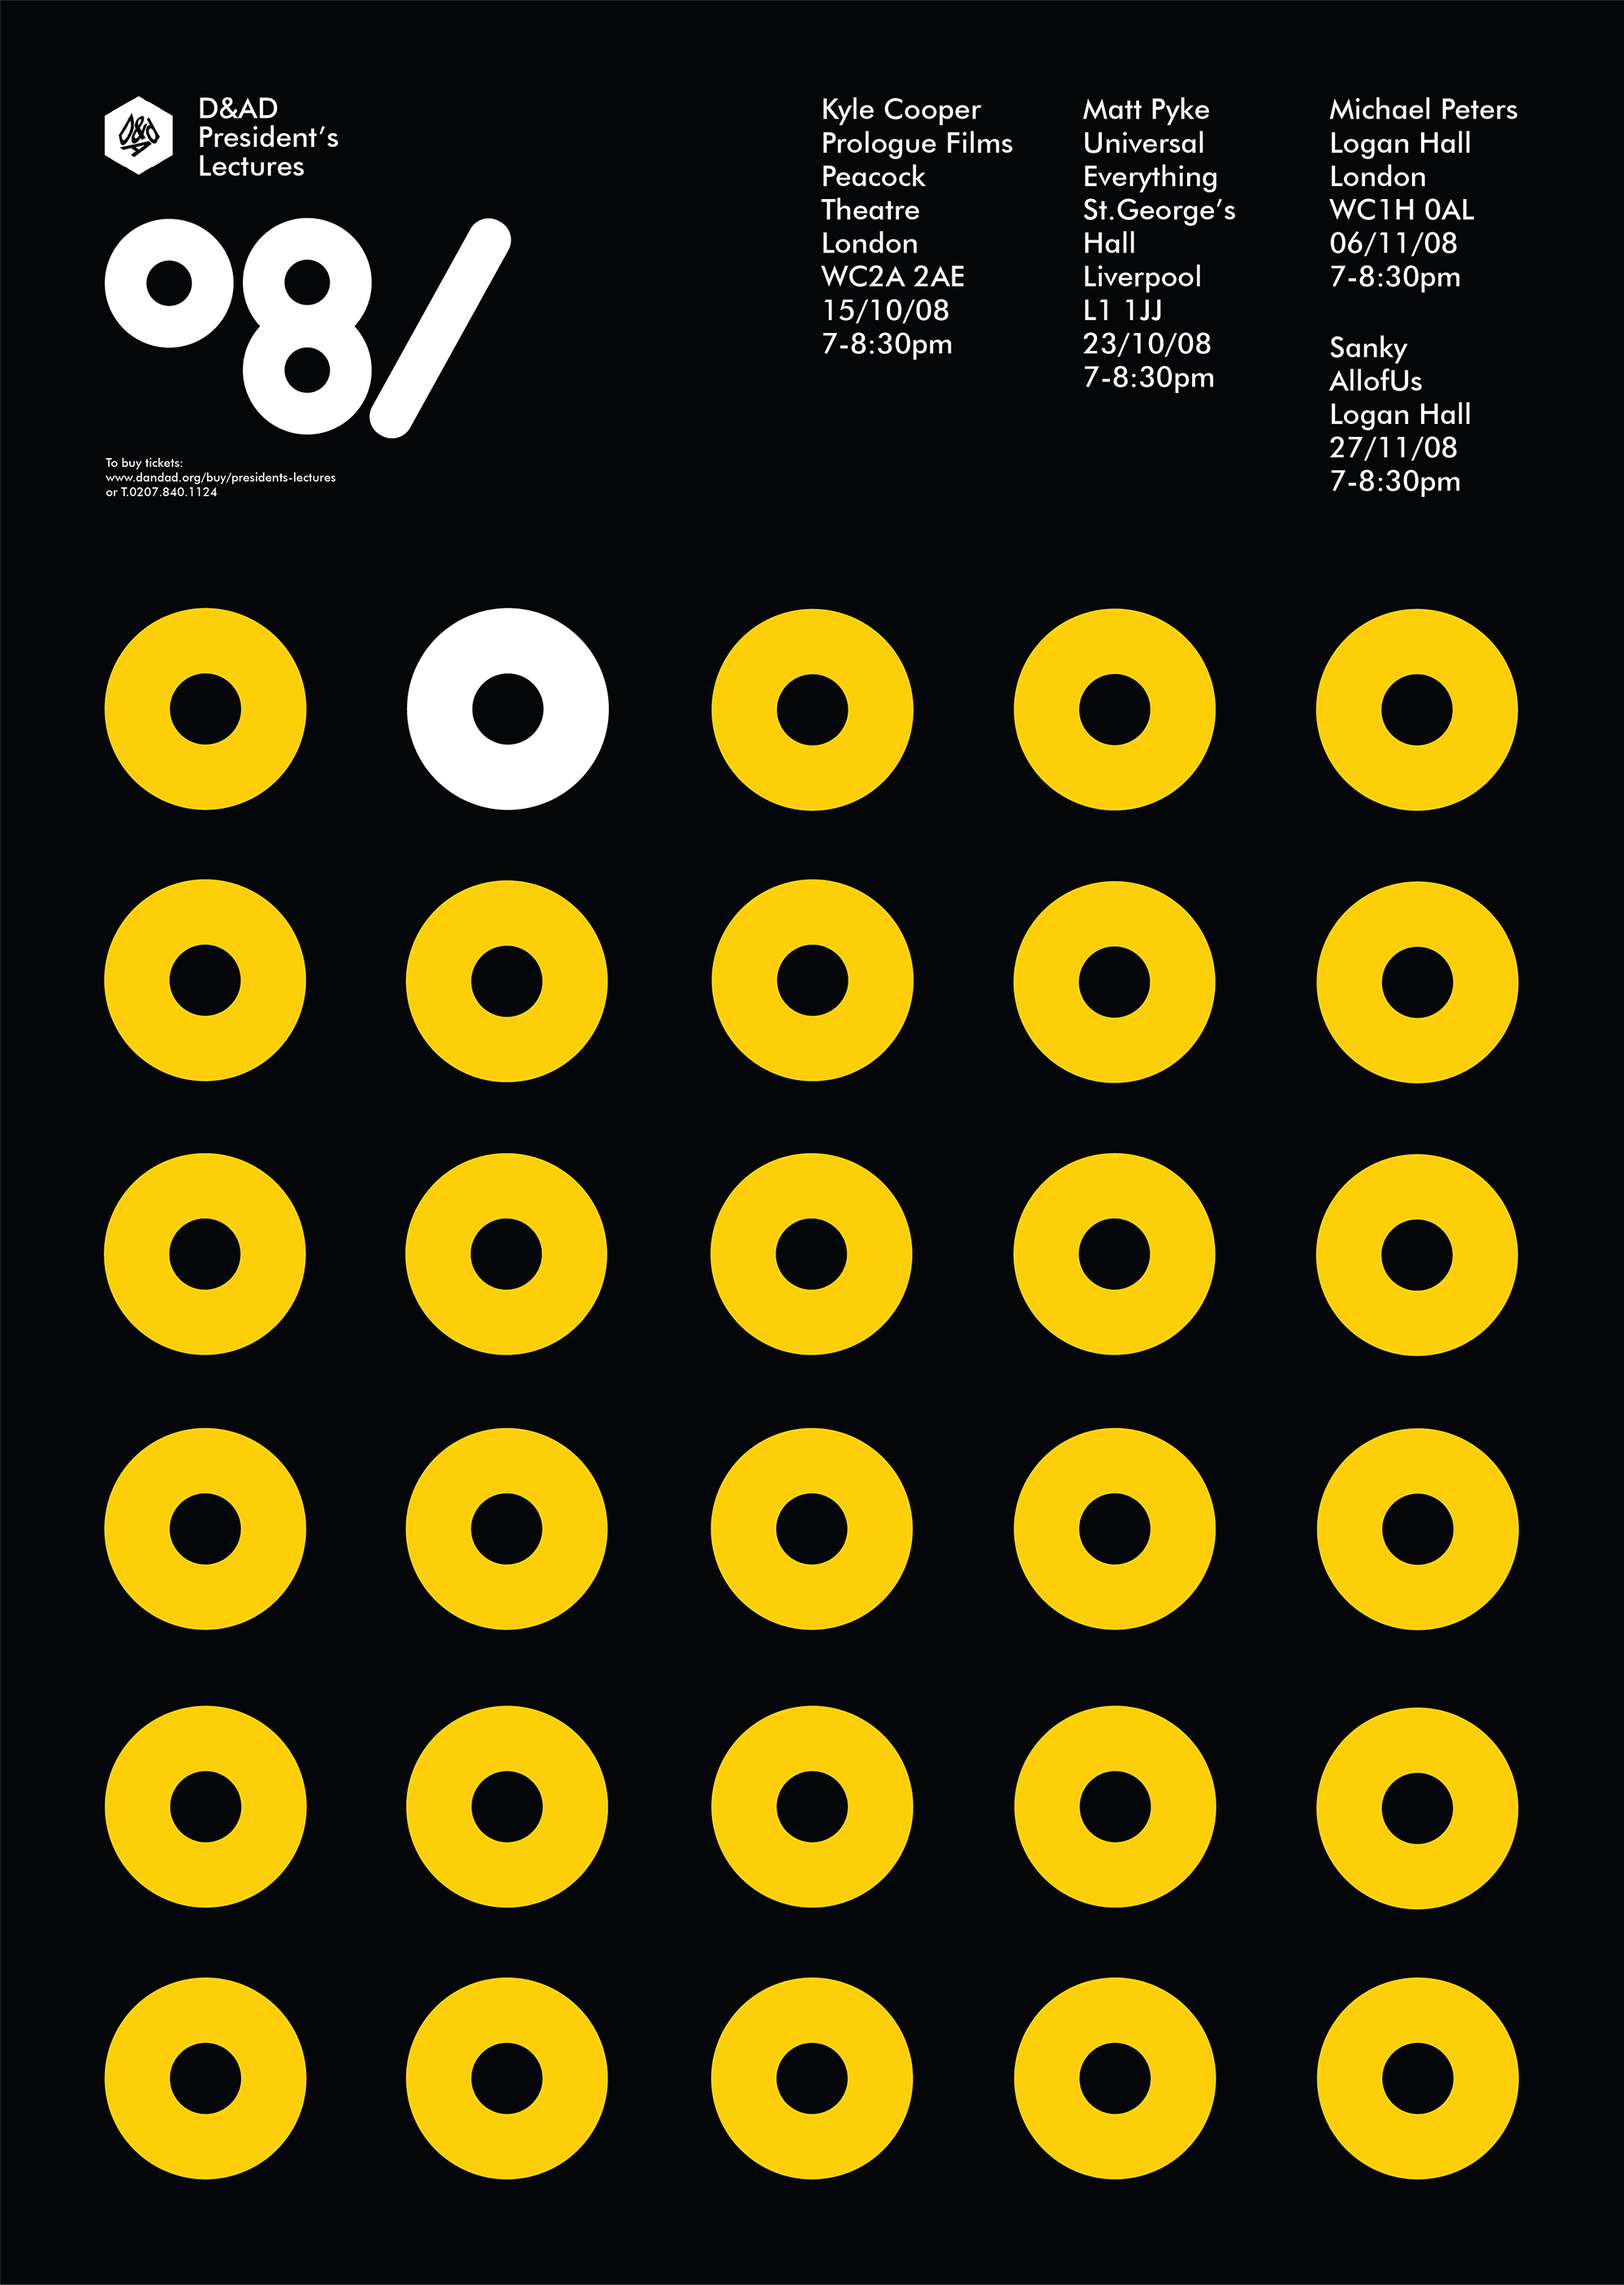 D&AD
D&AD
President's
Lectures
08/
To buy tickets:
www.dandad.org/buy/presidents-lectures
or T.0207.840.1124
Kyle Cooper
Prologue Films
Peacock
Theatre
London
WC2A 2AE
15/10/08
7-8:30pm
Matt Pyke
Universal
Everything
St.George’s
Hall
Liverpool
L1 1JJ
23/10/08
7-8:30pm
Michael Peters
Logan Hall
London
WC1H 0AL
06/11/08
7-8:30pm
Sanky
AllofUs
Logan Hall
27/11/08
7-8:30pm